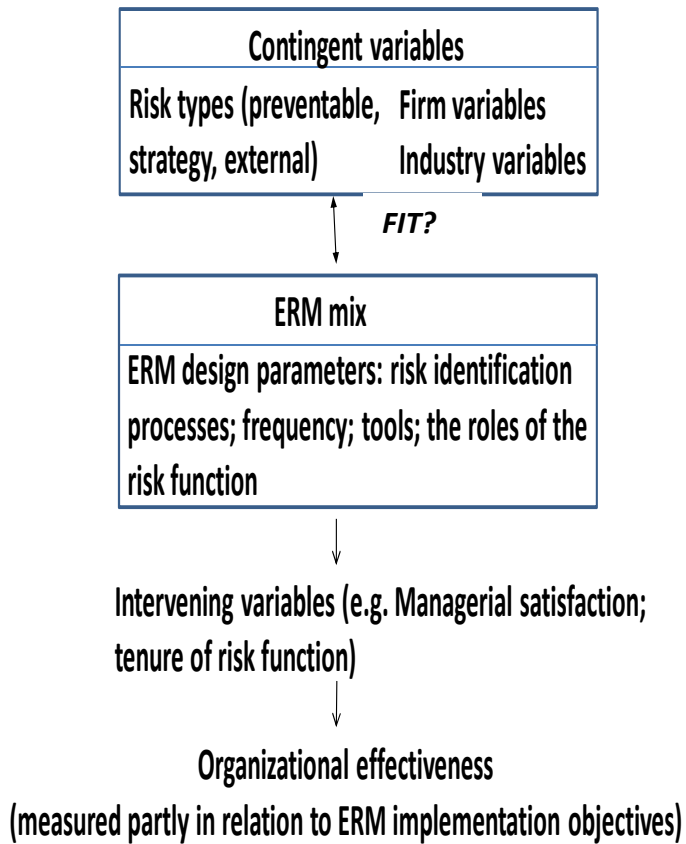 Contingent variables
Risk types (preventable, strategy, external)
Firm variables
Industry variables
FIT?
ERM mix
ERM design parameters: risk identification
processes; frequency; tools; the roles of the
risk function
Intervening variables (e.g. Managerial satisfaction;
tenure of risk function)
Organizational effectiveness
(measured partly in relation to ERM implementation objectives)